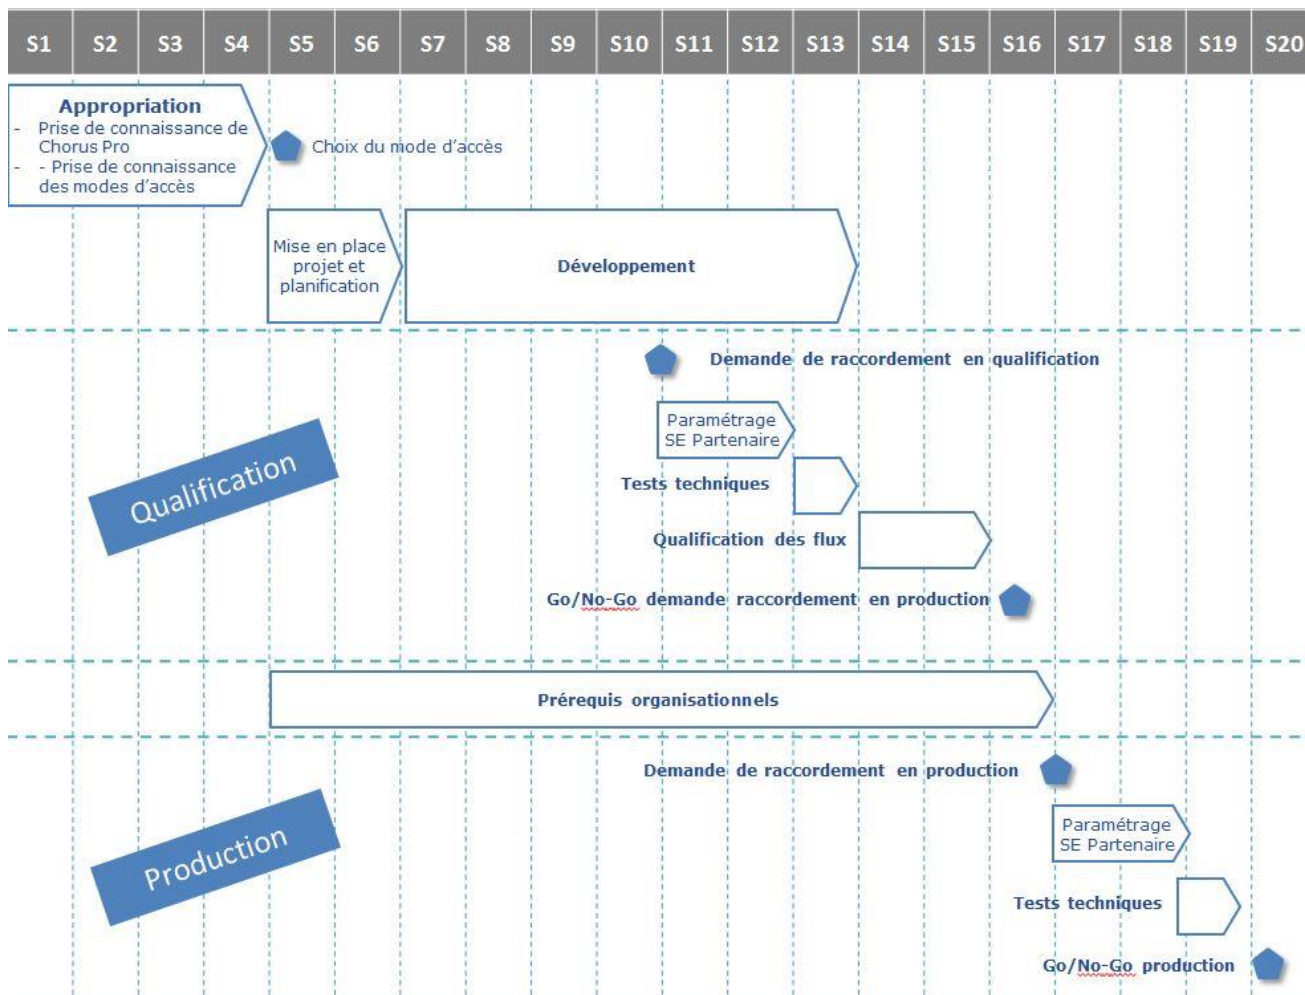 S1 S2 S3 S4 S5 S6 S7 S8 S9 S10 S11 S12 S13 S14 S15 S16 S17 S18 S19 S20
Appropriation
- Prise de connaissance de
Chorus Pro
- - Prise de connaissance
des modes d'accès
Choix du mode d'accès
Mise en place
projet et
planification
Développement
Demande de raccordement en qualification
Paramétrage
SE Partenaire
Qualification
Tests techniques
Qualification des flux
Go/No-Go demande raccordement en production
Prérequis organisationnels
Demande de raccordement en production
Production
Paramétrage
SE Partenaire
Tests techniques
Go/No-Go production